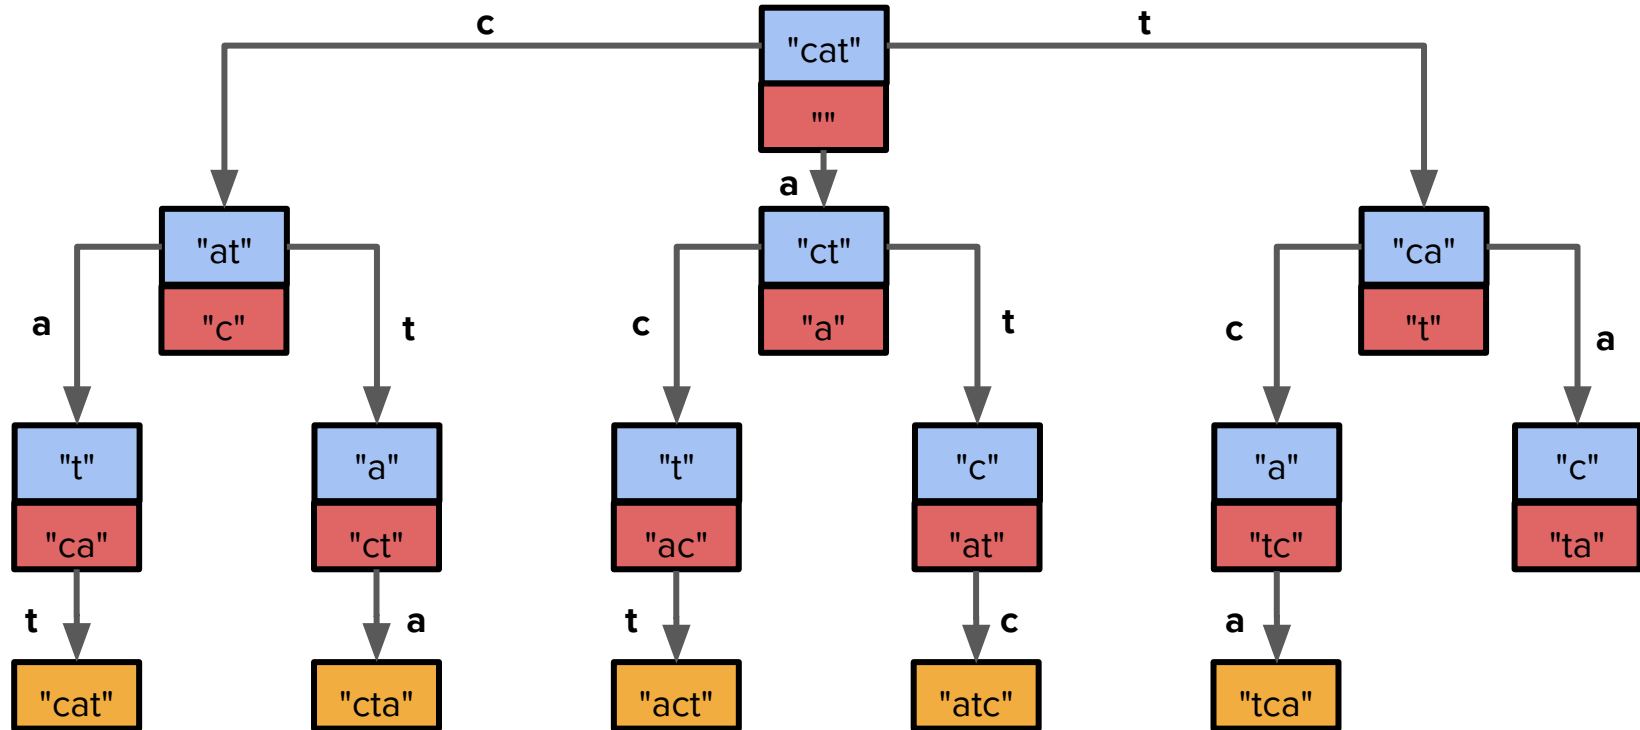 c
"cat"
t
""
a
"at"
"ct"
"ca"
a
"c"
t
c
"a"
t
c
"t"
a
"t"
"a"
"t"
"c"
"a"
"c"
"ca"
"ct"
"ac"
"at"
"tc"
"ta"
t
a
t
c
a
"cat"
"cta"
"act"
"atc"
"tca"